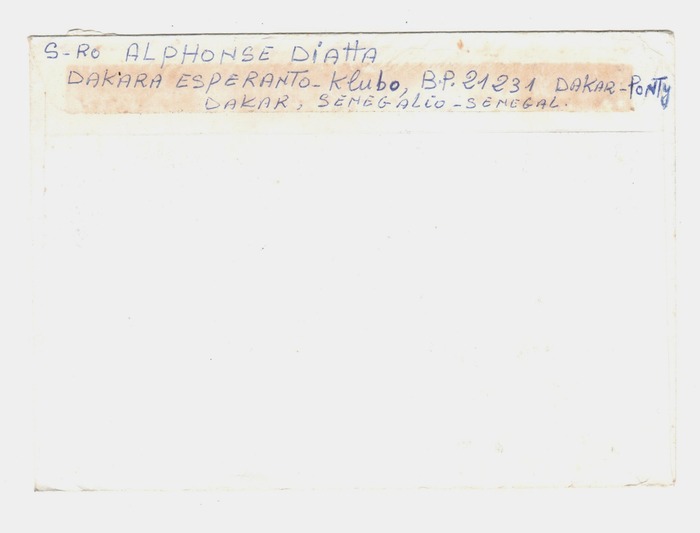 S-RO ALPHONSE DIATTA
DAKARA ESPERANTO-Klubo, B.P. 21231 DAKAR-PONTY
DAKAR, SENEGALIO-SENEGAL.